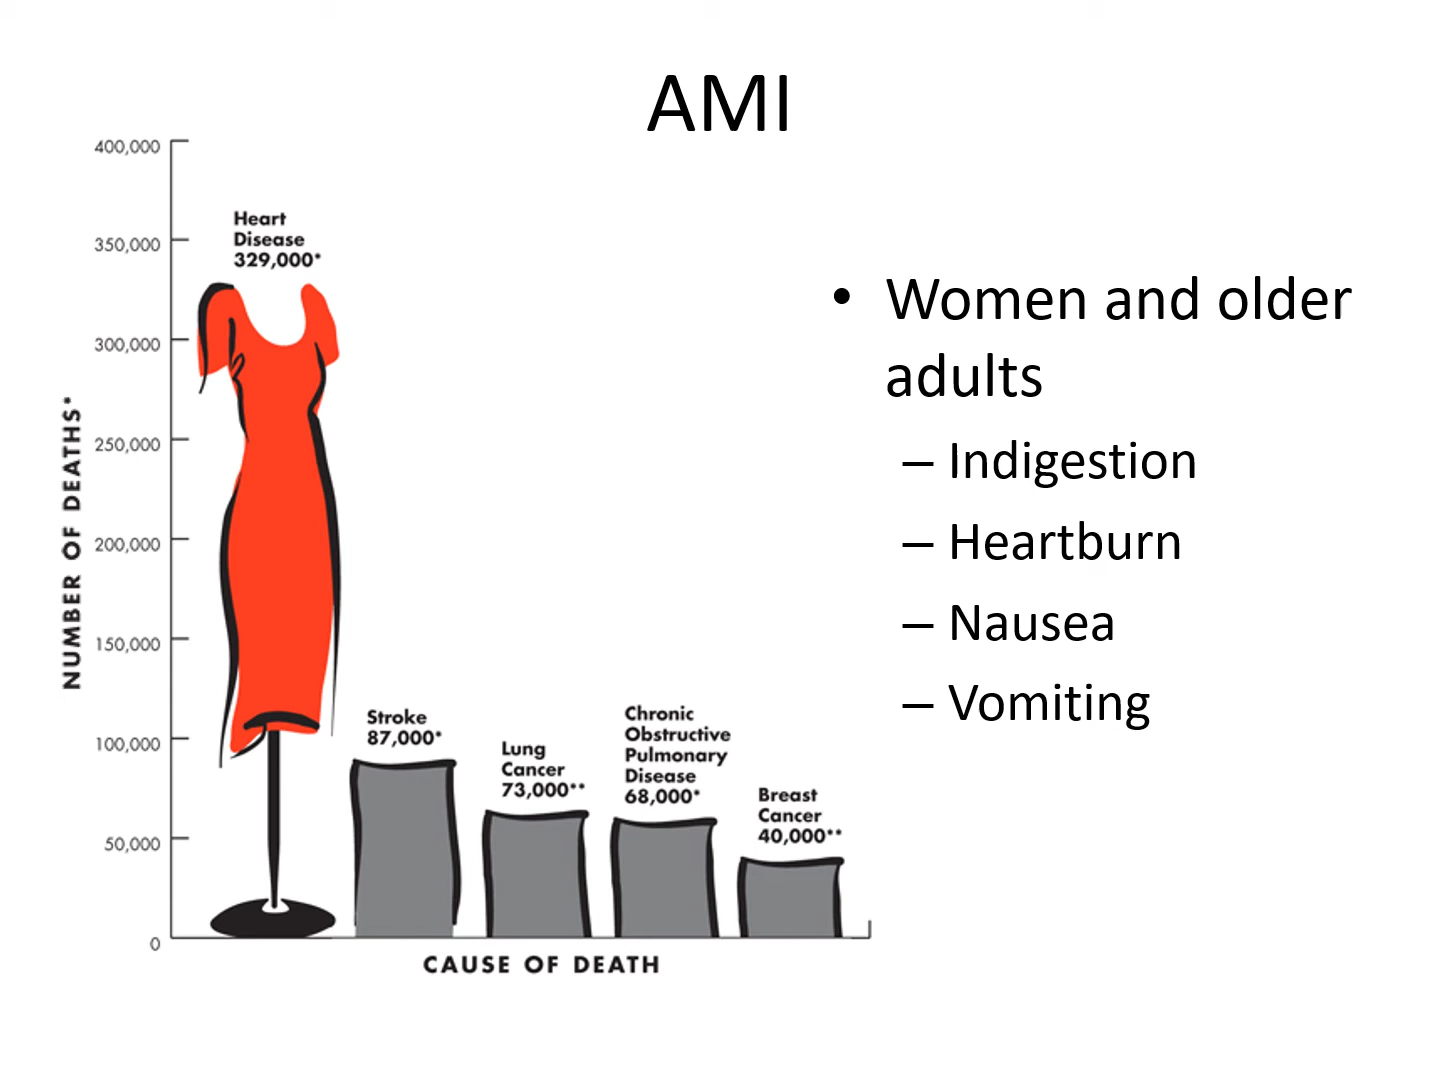 AMI
400,000
350,000
300,000
250,000
200,000
150,000
100,000
50,000
0
NUMBER OF DEATHS*
Heart
Disease
329,000*
Stroke
87,000*
Lung
Cancer
73,000**
Chronic
Obstructive
Pulmonary
Disease
68,000*
Breast
Cancer
40,000**
CAUSE OF DEATH
• Women and older
adults
– Indigestion
– Heartburn
– Nausea
– Vomiting